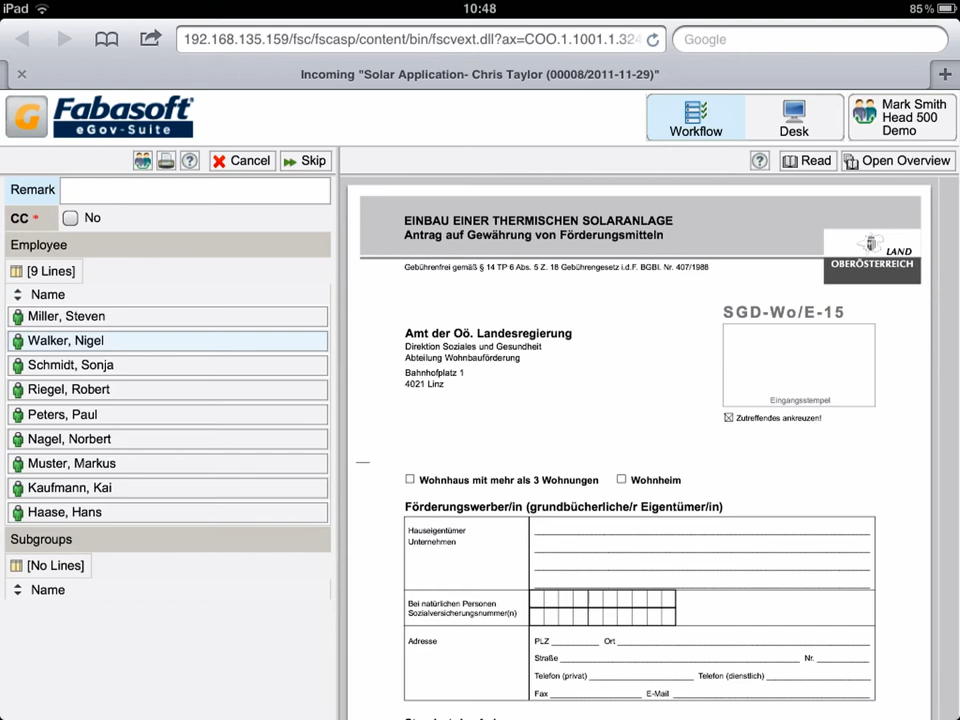 iPad 10:48 85%
192.168.135.159/fsc/fscasp/content/bin/fscvext.dll?ax=COO.1.1001.1.324
Google
Incoming "Solar Application- Chris Taylor (00008/2011-11-29)"
Fabasoft
eGov-Suite
Workflow
Desk
Mark Smith
Head 500
Demo
Cancel
Skip
Read
Open Overview
Remark
CC * No
Employee
[9 Lines]
Name
Miller, Steven
Walker, Nigel
Schmidt, Sonja
Riegel, Robert
Peters, Paul
Nagel, Norbert
Muster, Markus
Kaufmann, Kai
Haase, Hans
Subgroups
[No Lines]
Name
EINBAU EINER THERMISCHEN SOLARANLAGE
Antrag auf Gewährung von Förderungsmitteln
LAND
OBERÖSTERREICH
Gebührenfrei gemäß § 14 TP 6 Abs. 5 Z. 18 Gebührengesetz i.d.F. BGBl. Nr. 407/1988
SGD-Wo/E-15
Amt der Oö. Landesregierung
Direktion Soziales und Gesundheit
Abteilung Wohnbauförderung
Bahnhofplatz 1
4021 Linz
Eingangsstempel
Zutreffendes ankreuzen!
Wohnhaus mit mehr als 3 Wohnungen Wohnheim
Förderungswerber/in (grundbücherliche/r Eigentümer/in)
Hauseigentümer
Unternehmen
Bei natürlichen Personen
Sozialversicherungsnummer(n)
Adresse
PLZ Ort
Straße Nr.
Telefon (privat) Telefon (dienstlich)
Fax E-Mail